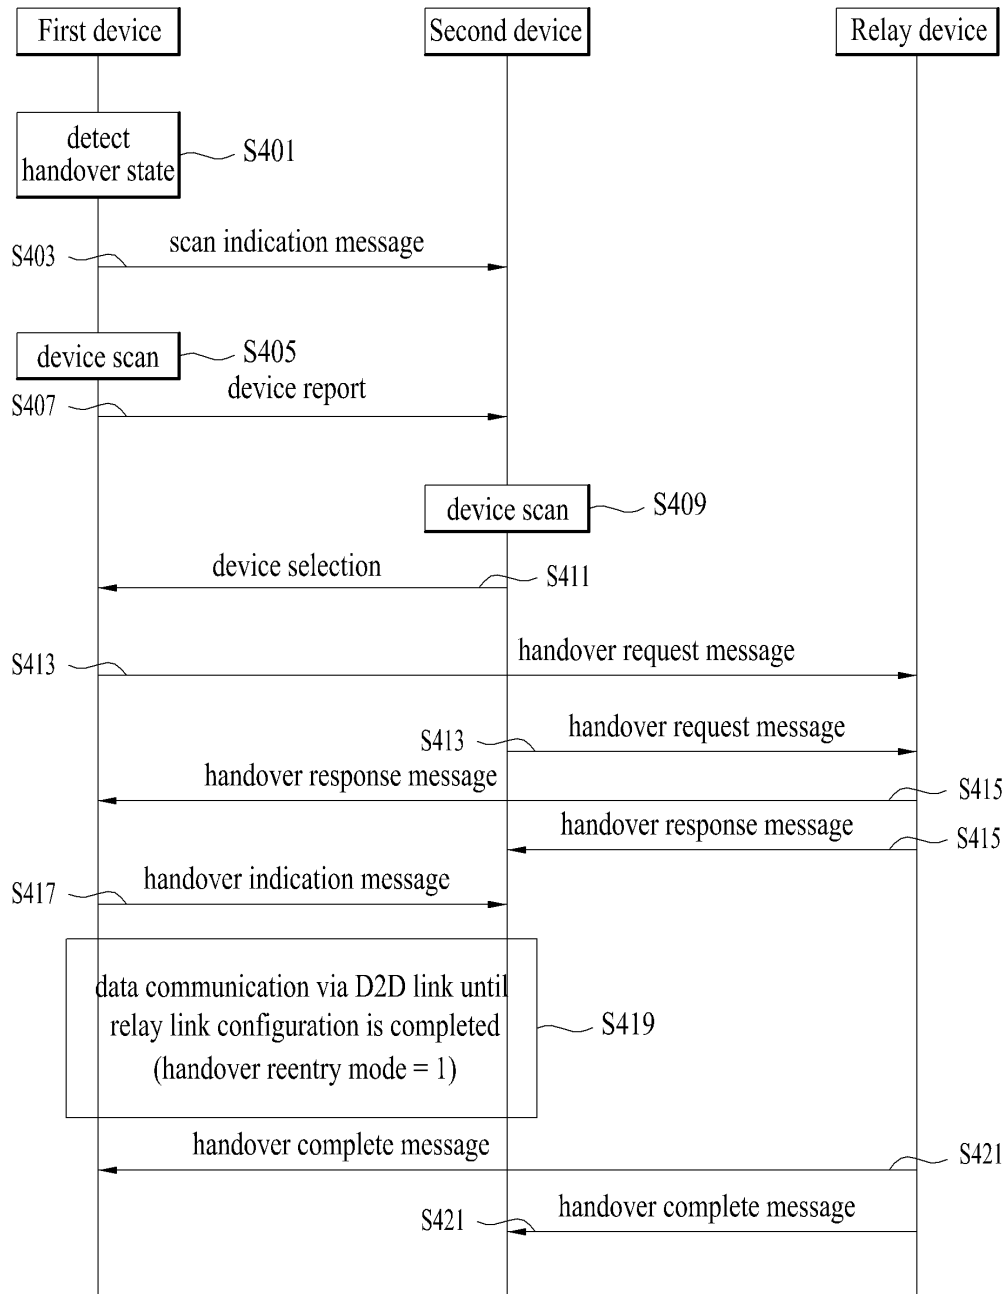 First device
Second device
Relay device
detect
handover state
S401
scan indication message
S403
device scan
S405
device report
S407
device scan
S409
device selection
S411
handover request message
S413
handover request message
S413
handover response message
S415
handover response message
S415
handover indication message
S417
data communication via D2D link until
relay link configuration is completed
(handover reentry mode = 1)
S419
handover complete message
S421
handover complete message
S421